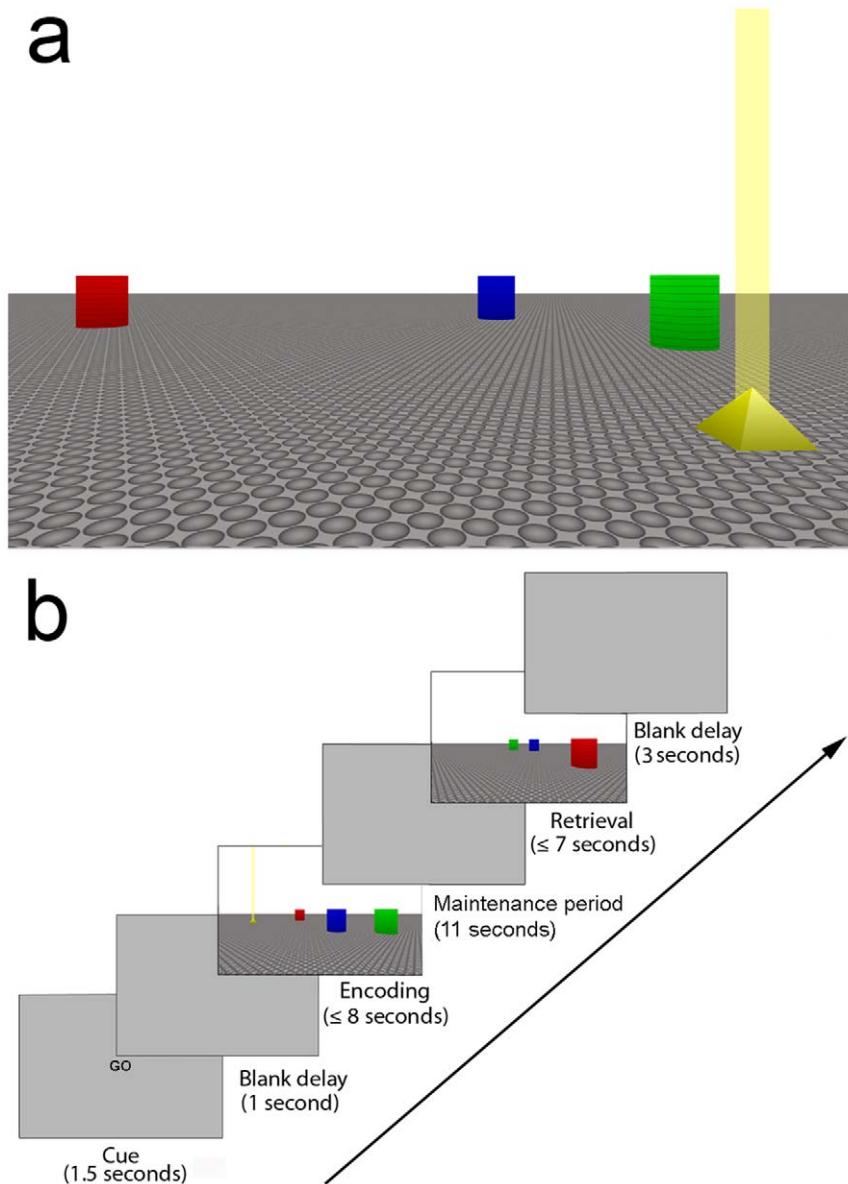 a
b
Blank delay
(3 seconds)
Retrieval
(≤ 7 seconds)
Maintenance period
(11 seconds)
Encoding
(≤ 8 seconds)
GO
Blank delay
(1 second)
Cue
(1.5 seconds)